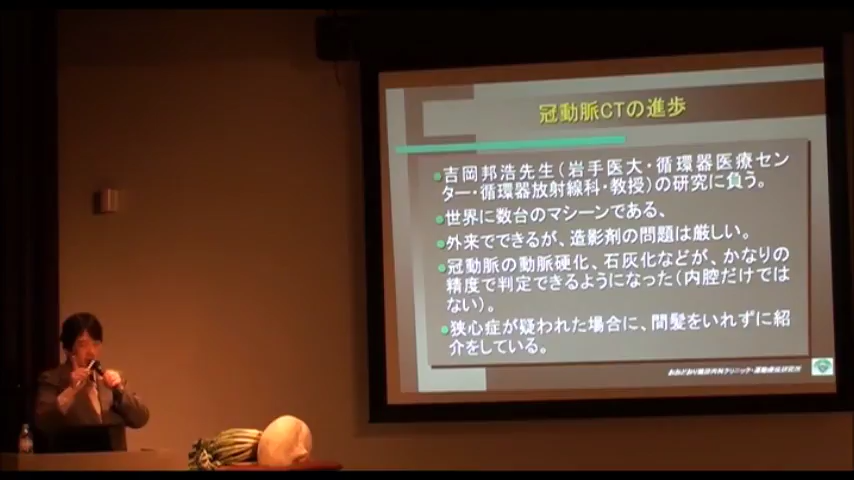 冠動脈CTの進歩
吉岡邦浩先生(岩手医大・循環器医療セン
ター・循環器放射線科・教授)の研究に負う。
世界に数台のマシーンである、
外来でできるが、造影剤の問題は厳しい。
冠動脈の動脈硬化、石灰化などが、かなりの
精度で判定できるようになった(内腔だけでは
ない)。
狭心症が疑われた場合に、間髪をいれずに紹
介をしている。